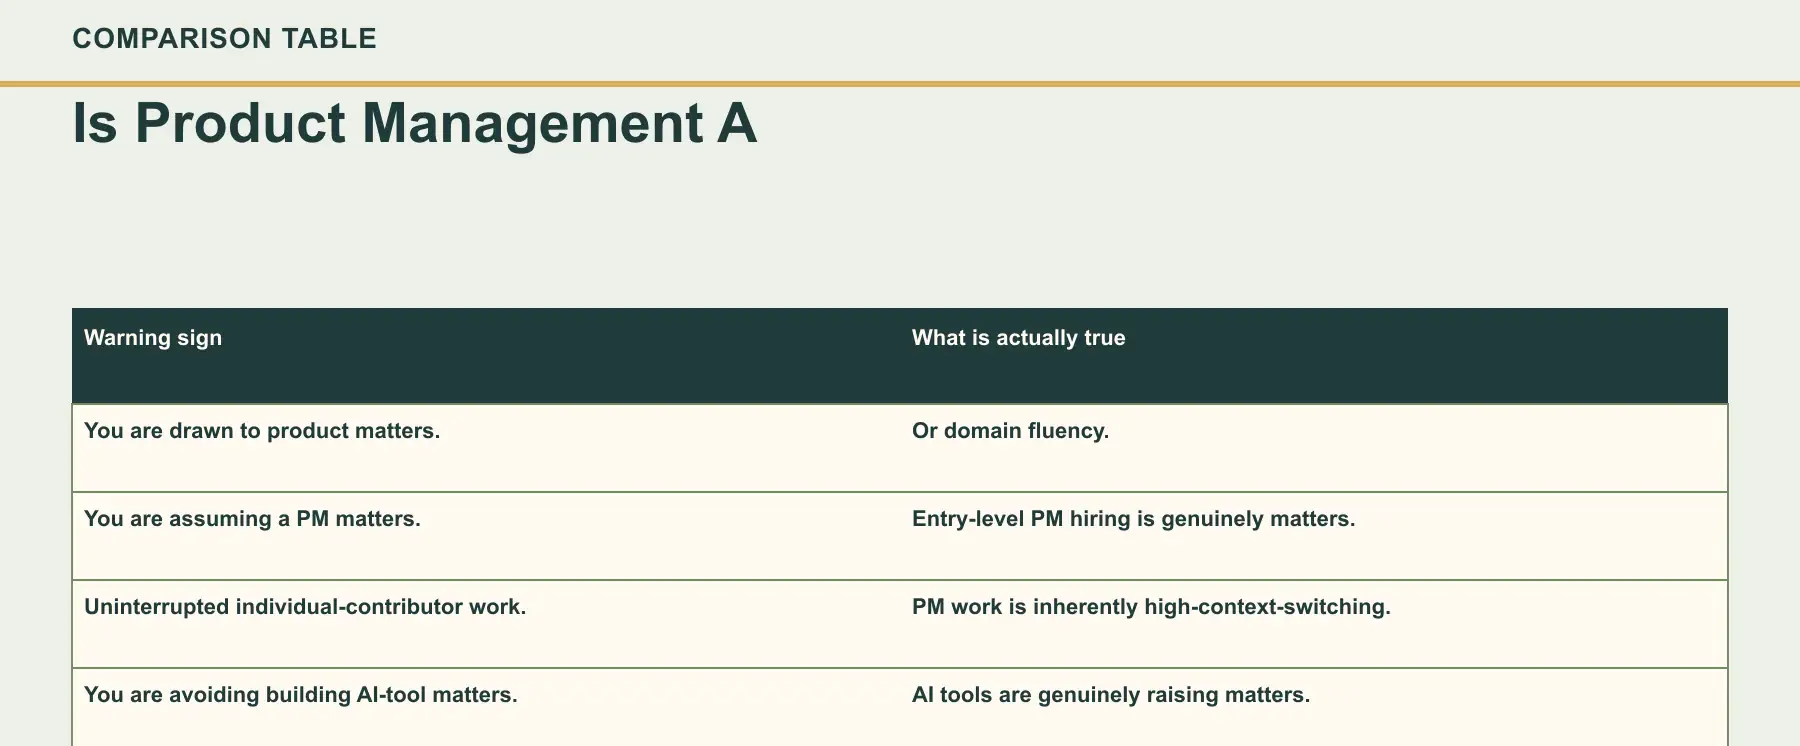 COMPARISON TABLE
Is Product Management A
Warning sign
What is actually true
You are drawn to product matters.
Or domain fluency.
You are assuming a PM matters.
Entry-level PM hiring is genuinely matters.
Uninterrupted individual-contributor work.
PM work is inherently high-context-switching.
You are avoiding building AI-tool matters.
AI tools are genuinely raising matters.